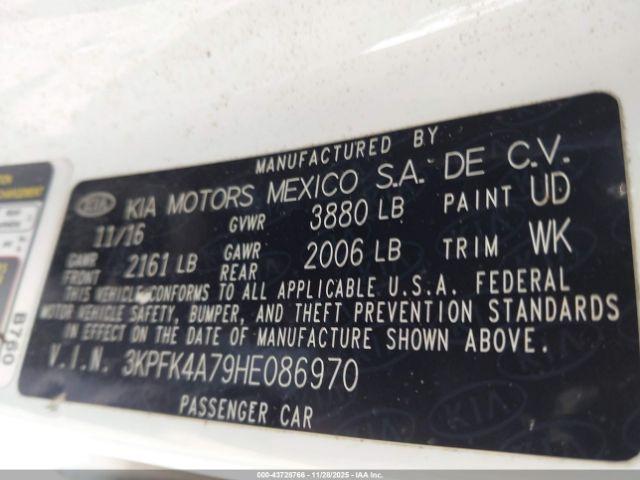 MANUFACTURED BY
KIA KIA MOTORS MEXICO S.A. DE C.V.
11/16 GVWR 3880 LB PAINT UD
GAWR FRONT 2161 LB GAWR REAR 2006 LB TRIM WK
THIS VEHICLE CONFORMS TO ALL APPLICABLE U.S.A. FEDERAL
MOTOR VEHICLE SAFETY, BUMPER, AND THEFT PREVENTION STANDARDS
IN EFFECT ON THE DATE OF MANUFACTURE SHOWN ABOVE.
V.I.N. 3KPFK4A79HE086970
PASSENGER CAR
B760
000-43728766 - 11/28/2025 - IAA Inc.